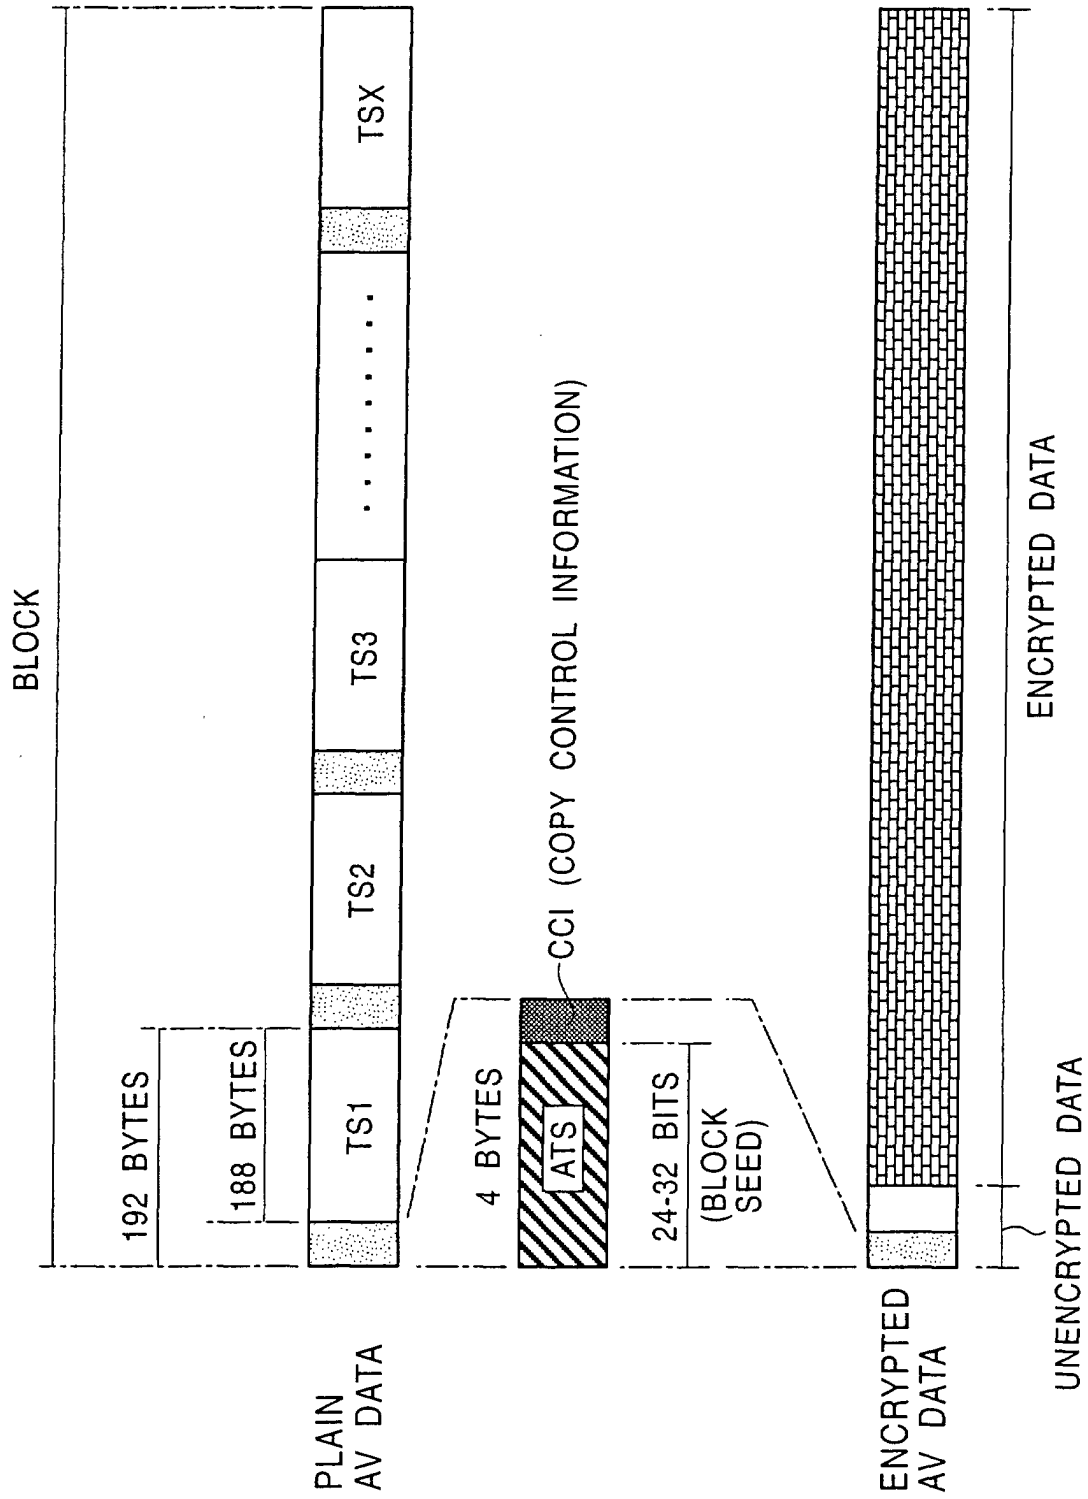 BLOCK
192 BYTES
188 BYTES
PLAIN
AV DATA
TS1
TS2
TS3
. . . . . . . . .
TSX
4 BYTES
ATS
CCI (COPY CONTROL INFORMATION)
24-32 BITS
(BLOCK
SEED)
ENCRYPTED
AV DATA
UNENCRYPTED DATA
ENCRYPTED DATA